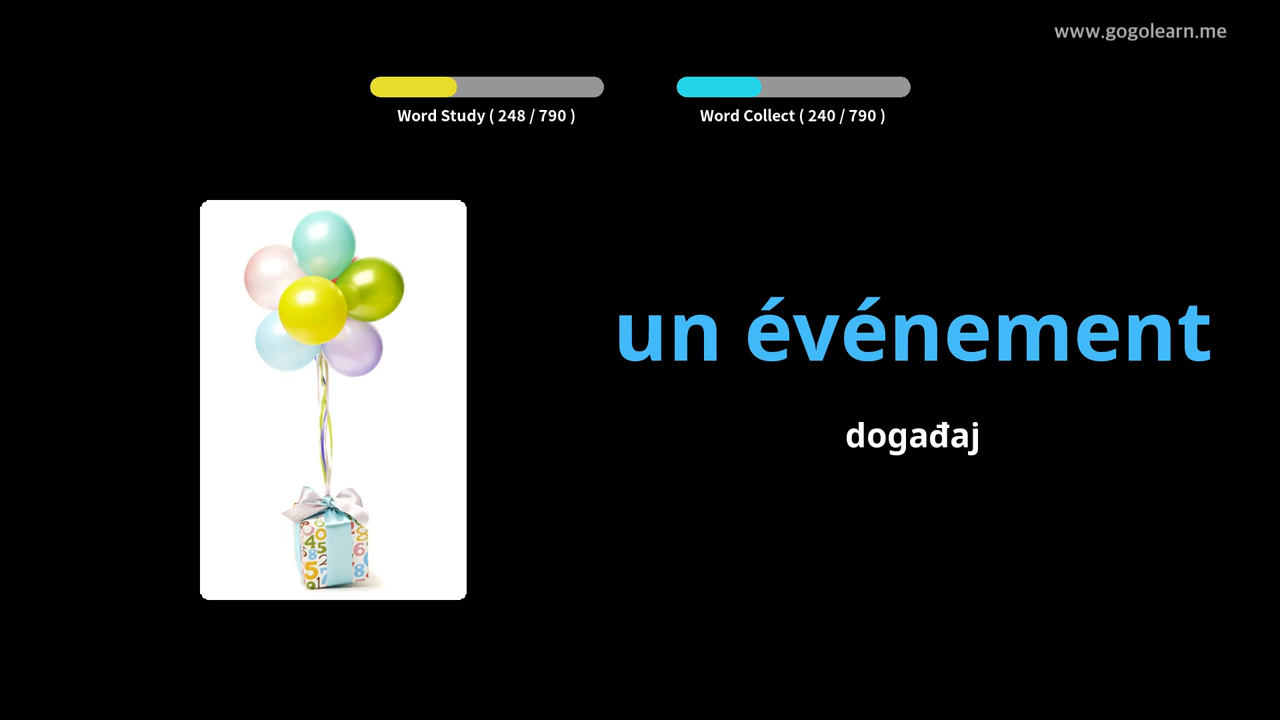 www.gogolearn.me
Word Study ( 248 / 790 )
Word Collect ( 240 / 790 )
un événement
događaj